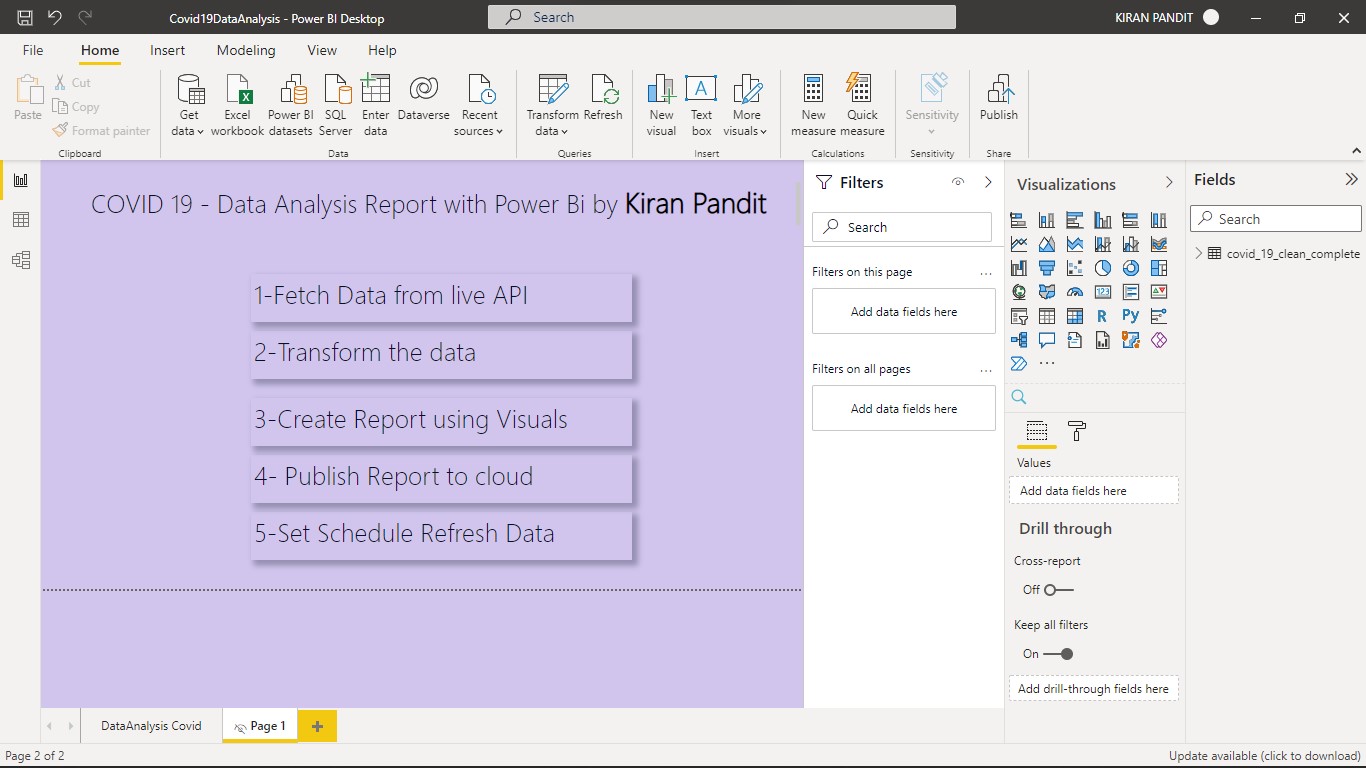 Covid19DataAnalysis - Power BI Desktop
Search
KIRAN PANDIT
File Home Insert Modeling View Help
Paste
Cut
Copy
Format painter
Clipboard
Get data
Excel workbook
Power BI datasets
SQL Server
Enter data
Dataverse
Recent sources
Data
Transform data
Refresh
Queries
New visual
Text box
More visuals
Insert
New measure
Quick measure
Calculations
Sensitivity
Sensitivity
Publish
Share
COVID 19 - Data Analysis Report with Power Bi by Kiran Pandit
1-Fetch Data from live API
2-Transform the data
3-Create Report using Visuals
4- Publish Report to cloud
5-Set Schedule Refresh Data
Filters
Search
Filters on this page
...
Add data fields here
Filters on all pages
...
Add data fields here
Visualizations
123
R
Py
...
Values
Add data fields here
Drill through
Cross-report
Off
Keep all filters
On
Add drill-through fields here
Fields
Search
covid_19_clean_complete
DataAnalysis Covid
Page 1
+
Page 2 of 2
Update available (click to download)